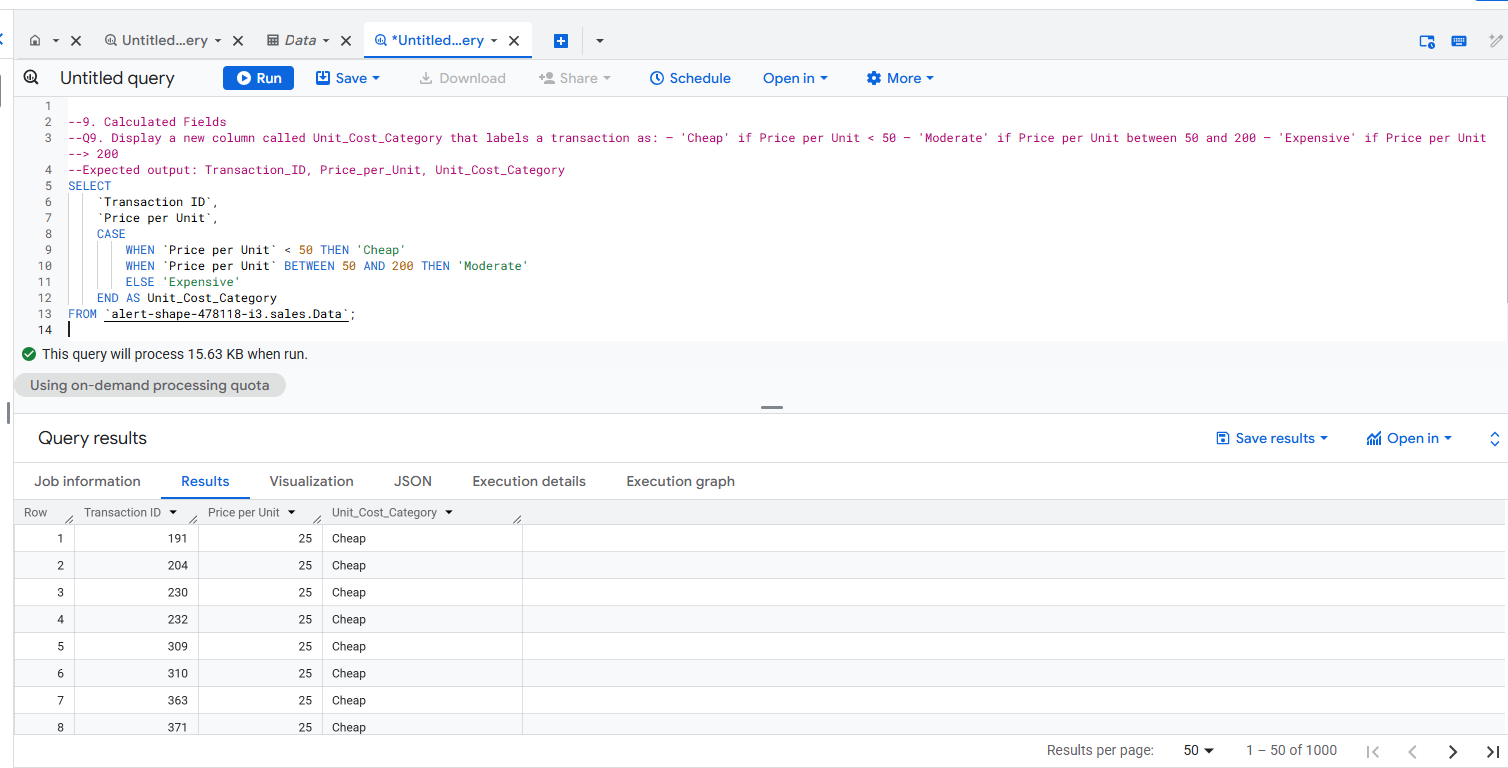 Untitled...ery
Data
*Untitled...ery
Untitled query
Run
Save
Download
Share
Schedule
Open in
More
1
2 --9. Calculated Fields
3 --Q9. Display a new column called Unit_Cost_Category that labels a transaction as: – 'Cheap' if Price per Unit < 50 – 'Moderate' if Price per Unit between 50 and 200 – 'Expensive' if Price per Unit
--> 200
4 --Expected output: Transaction_ID, Price_per_Unit, Unit_Cost_Category
5 SELECT
6 `Transaction ID`,
7 `Price per Unit`,
8 CASE
9 WHEN `Price per Unit` < 50 THEN 'Cheap'
10 WHEN `Price per Unit` BETWEEN 50 AND 200 THEN 'Moderate'
11 ELSE 'Expensive'
12 END AS Unit_Cost_Category
13 FROM `alert-shape-478118-i3.sales.Data`;
14
This query will process 15.63 KB when run.
Using on-demand processing quota
Query results
Save results
Open in
Job information
Results
Visualization
JSON
Execution details
Execution graph
Row Transaction ID Price per Unit Unit_Cost_Category
1 191 25 Cheap
2 204 25 Cheap
3 230 25 Cheap
4 232 25 Cheap
5 309 25 Cheap
6 310 25 Cheap
7 363 25 Cheap
8 371 25 Cheap
Results per page: 50 1 – 50 of 1000